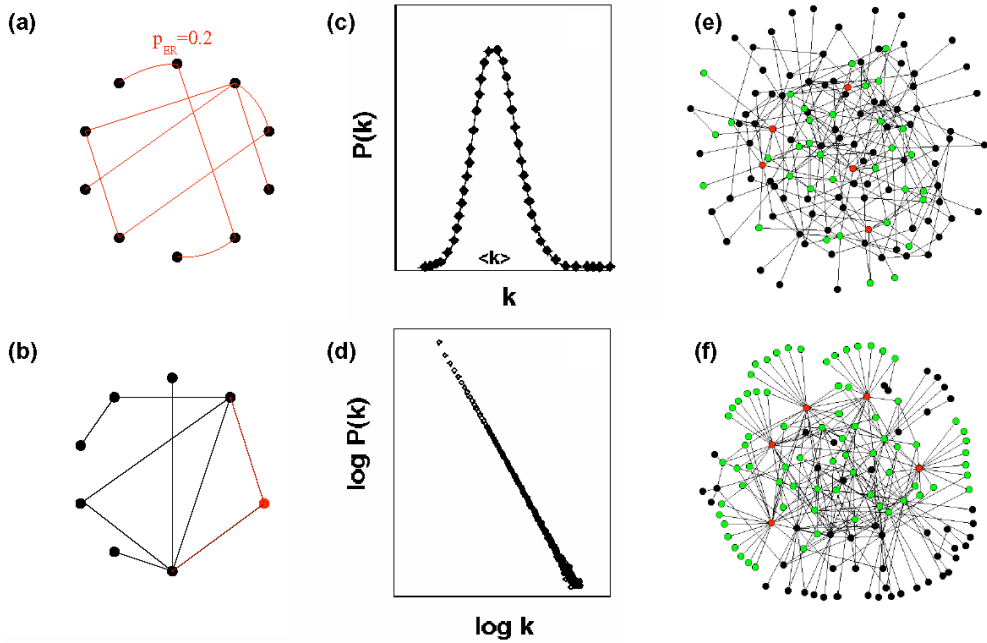 (a)
p_ER=0.2
(c)
P(k)
<k>
k
(e)
(b)
(d)
log P(k)
log k
(f)